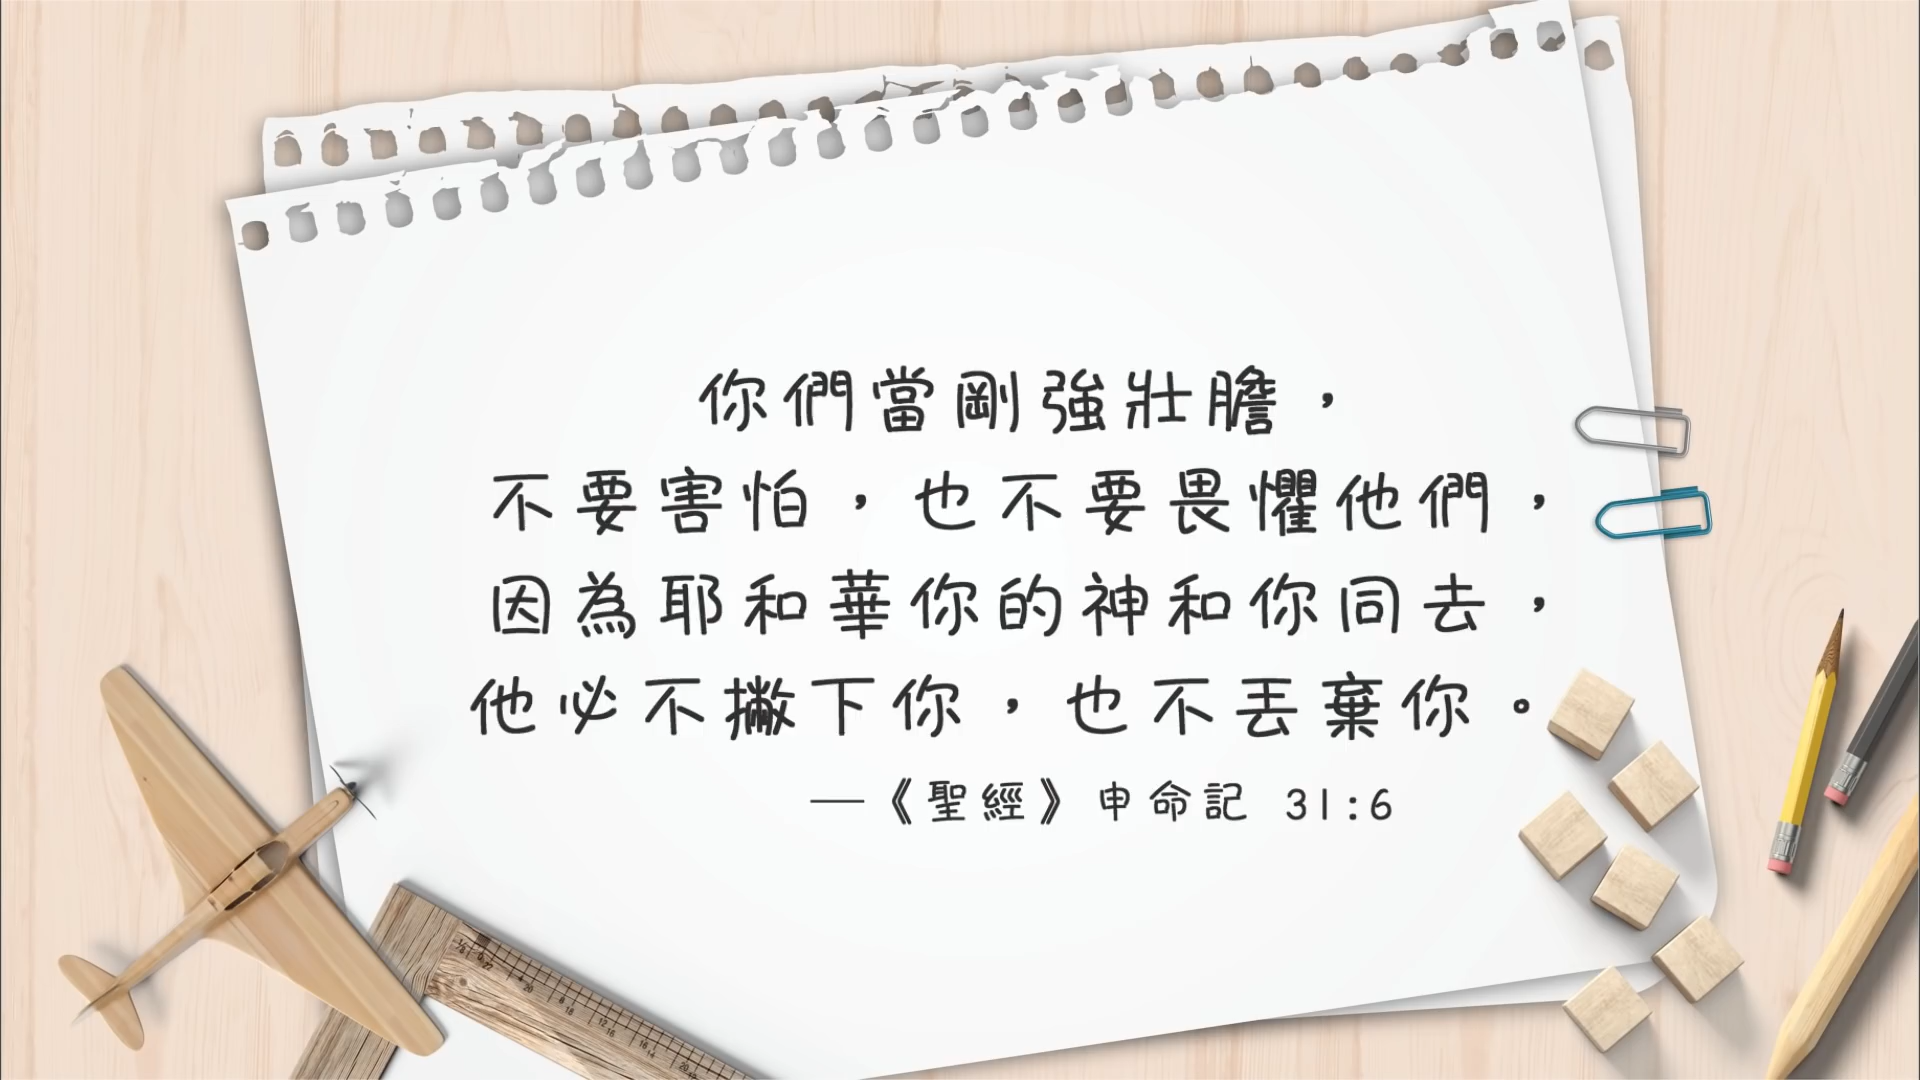 你們當剛強壯膽，
不要害怕，也不要畏懼他們，
因為耶和華你的神和你同去，
他必不撇下你，也不丟棄你。
—《聖經》申命記 31:6